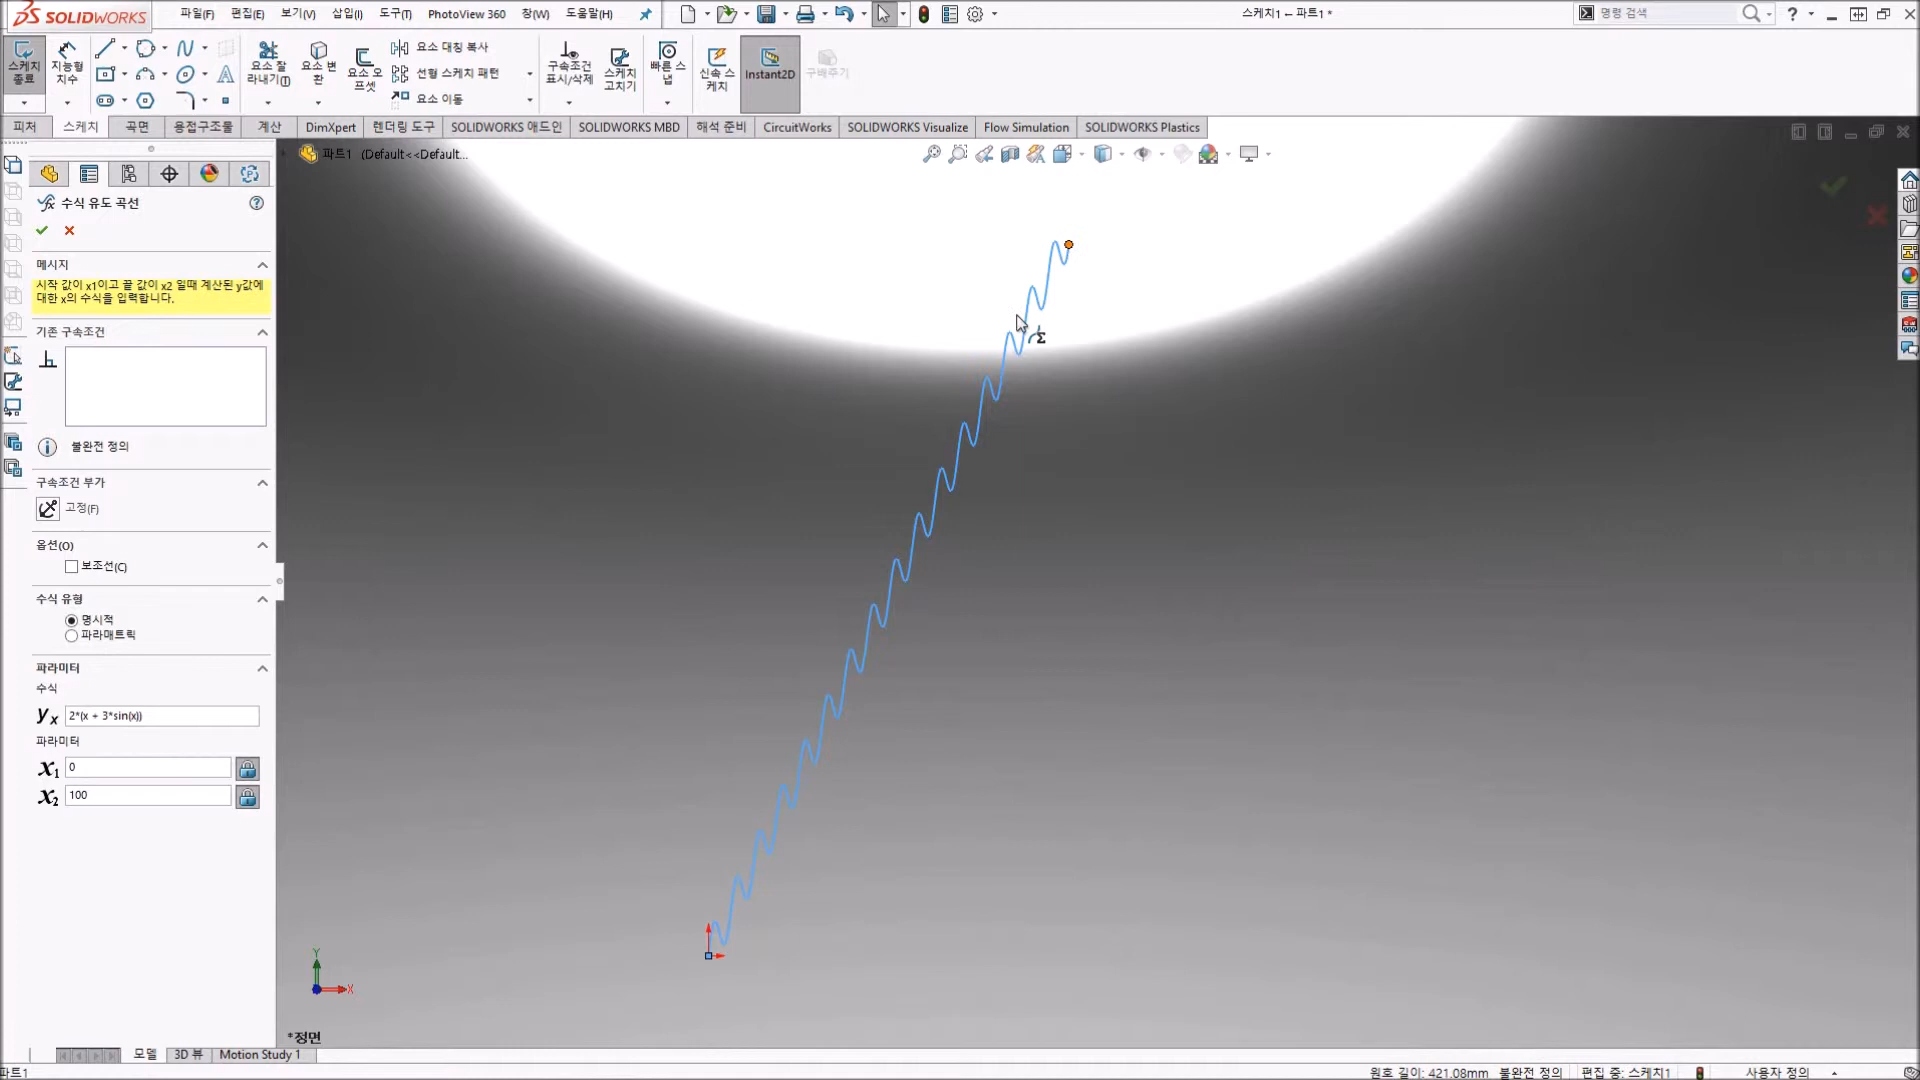 SOLIDWORKS
파일(F) 편집(E) 보기(V) 삽입(I) 도구(T) PhotoView 360 창(W) 도움말(H)
스케치1 - 파트1 *
명령 검색
스케치 종료
지능형 치수
요소 잘라내기(T)
요소 변환
요소 오프셋
요소 대칭 복사
선형 스케치 패턴
요소 이동
구속조건 표시/삭제
스케치 고치기
빠른 스냅
신속 스케치
Instant2D
구배주기
피처 스케치 곡면 용접구조물 계산 DimXpert 렌더링 도구 SOLIDWORKS 애드인 SOLIDWORKS MBD 해석 준비 CircuitWorks SOLIDWORKS Visualize Flow Simulation SOLIDWORKS Plastics
파트1 (Default<<Default...
수식 유도 곡선
메시지
시작 값이 x1이고 끝 값이 x2 일때 계산된 y값에
대한 x의 수식을 입력합니다.
기존 구속조건
불완전 정의
구속조건 부가
고정(F)
옵션(O)
보조선(C)
수식 유형
명시적
파라매트릭
파라미터
수식
yx 2*(x + 3*sin(x))
파라미터
x1 0
x2 100
Y
X
*정면
모델 3D 뷰 Motion Study 1
파트1
원호 길이: 421.08mm 불완전 정의 편집 중: 스케치1 사용자 정의